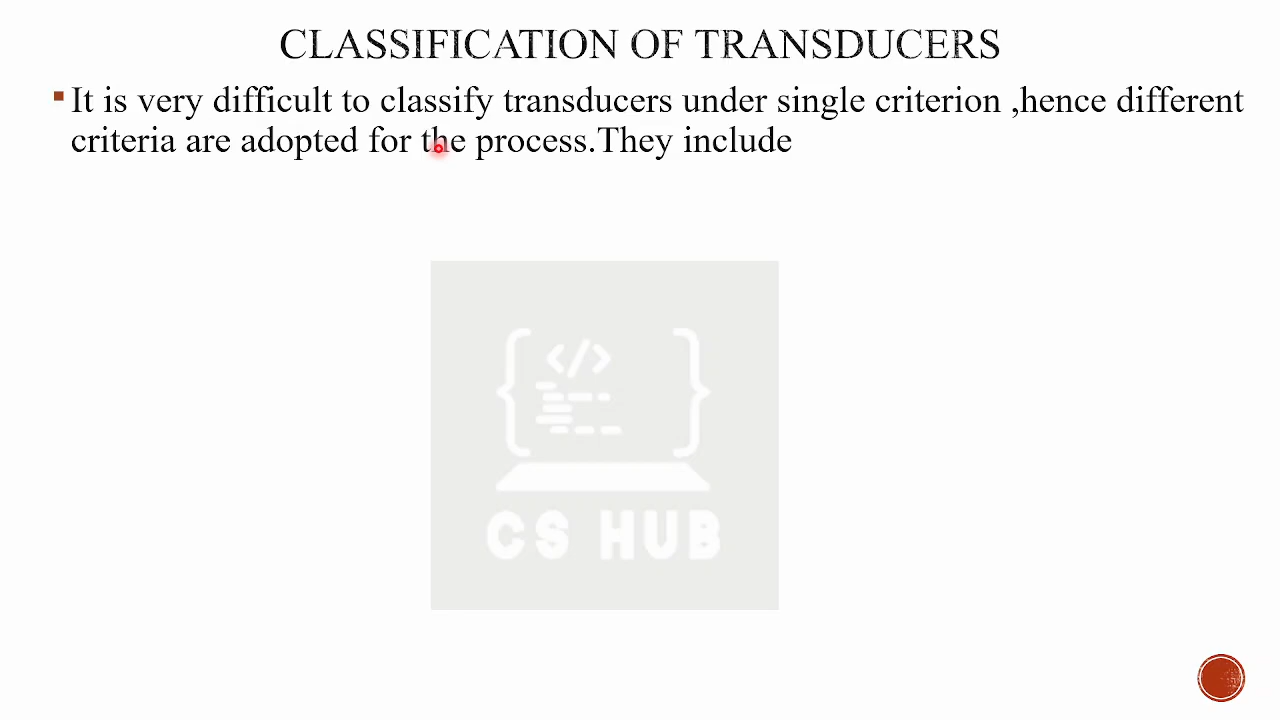 CLASSIFICATION OF TRANSDUCERS
It is very difficult to classify transducers under single criterion ,hence different
criteria are adopted for the process.They include
</>
CS HUB